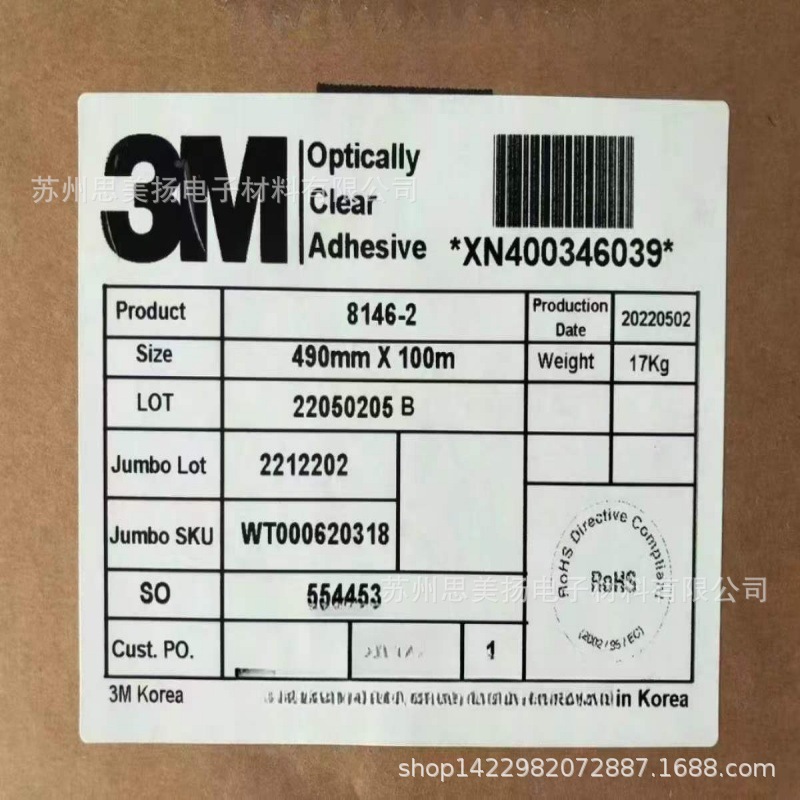 3M
Optically
Clear
Adhesive
*XN400346039*
苏州思美扬电子材料有限公司
Product 8146-2 Production Date 20220502
Size 490mm X 100m Weight 17Kg
LOT 22050205 B
Jumbo Lot 2212202
Jumbo SKU WT000620318
RoHS Directive Compliant
RoHS
(2002/95/EC)
SO 554453
苏州思美扬电子材料有限公司
Cust. PO. 1
3M Korea in Korea
shop1422982072887.1688.com